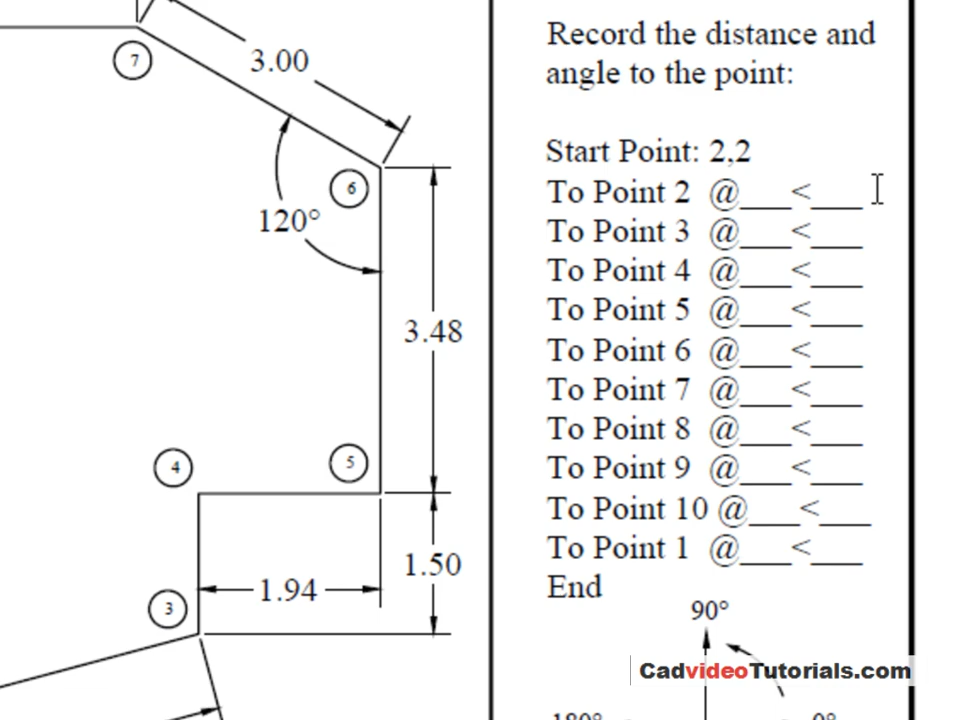 7
3.00
6
120°
3.48
4
5
1.94
1.50
3
Record the distance and
angle to the point:
Start Point: 2,2
To Point 2 @___<___
To Point 3 @___<___
To Point 4 @___<___
To Point 5 @___<___
To Point 6 @___<___
To Point 7 @___<___
To Point 8 @___<___
To Point 9 @___<___
To Point 10 @___<___
To Point 1 @___<___
End
90°
CadvideoTutorials.com
180°
0°